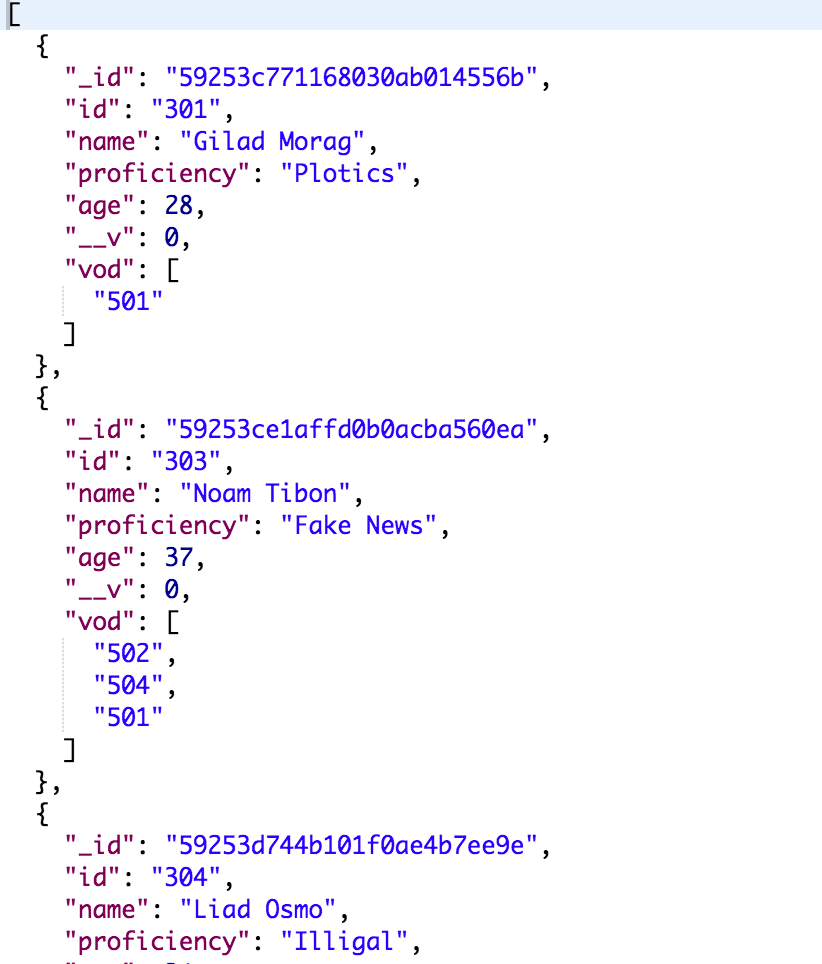 [
  {
    "_id": "59253c771168030ab014556b",
    "id": "301",
    "name": "Gilad Morag",
    "proficiency": "Plotics",
    "age": 28,
    "__v": 0,
    "vod": [
      "501"
    ]
  },
  {
    "_id": "59253ce1affd0b0acba560ea",
    "id": "303",
    "name": "Noam Tibon",
    "proficiency": "Fake News",
    "age": 37,
    "__v": 0,
    "vod": [
      "502",
      "504",
      "501"
    ]
  },
  {
    "_id": "59253d744b101f0ae4b7ee9e",
    "id": "304",
    "name": "Liad Osmo",
    "proficiency": "Illigal",